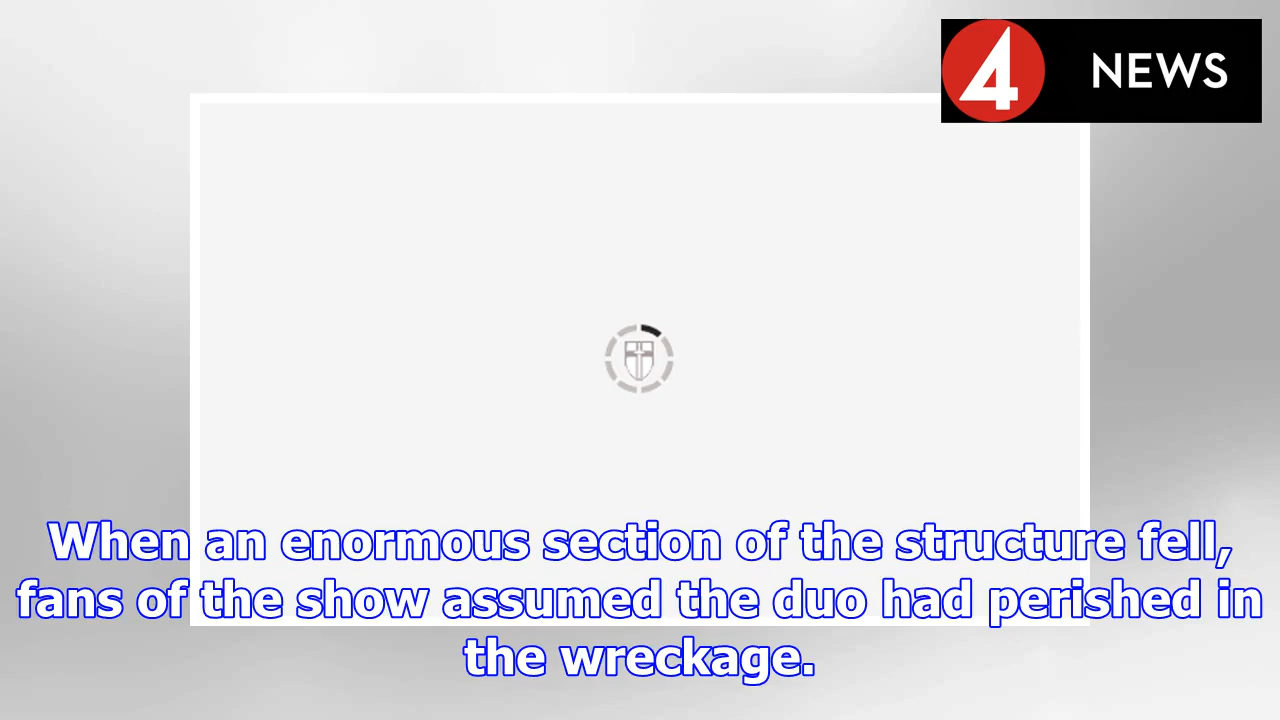 4 NEWS
When an enormous section of the structure fell,
fans of the show assumed the duo had perished in
the wreckage.